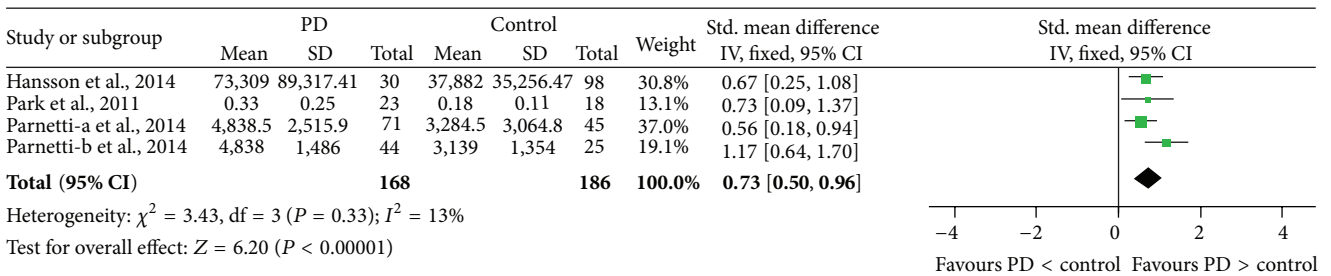 Study or subgroup PD Control Weight Std. mean difference Std. mean difference
Mean SD Total Mean SD Total IV, fixed, 95% CI IV, fixed, 95% CI
Hansson et al., 2014 73,309 89,317.41 30 37,882 35,256.47 98 30.8% 0.67 [0.25, 1.08]
Park et al., 2011 0.33 0.25 23 0.18 0.11 18 13.1% 0.73 [0.09, 1.37]
Parnetti-a et al., 2014 4,838.5 2,515.9 71 3,284.5 3,064.8 45 37.0% 0.56 [0.18, 0.94]
Parnetti-b et al., 2014 4,838 1,486 44 3,139 1,354 25 19.1% 1.17 [0.64, 1.70]
Total (95% CI) 168 186 100.0% 0.73 [0.50, 0.96]
Heterogeneity: χ² = 3.43, df = 3 (P = 0.33); I² = 13%
Test for overall effect: Z = 6.20 (P < 0.00001)
−4 −2 0 2 4
Favours PD < control Favours PD > control